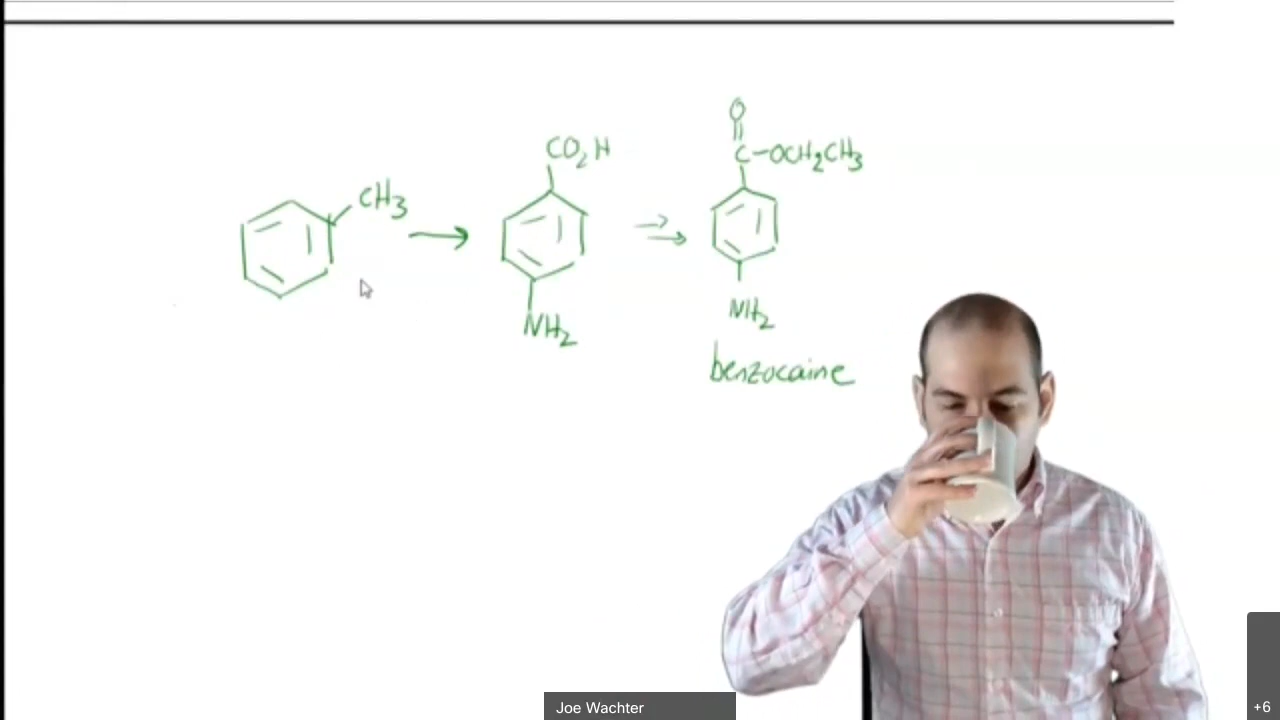 CH3
CO2H
NH2
O
C-OCH2CH3
NH2
benzocaine
Joe Wachter
+6